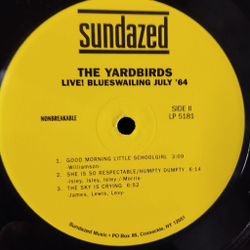 sundazed
THE YARDBIRDS
LIVE! BLUESWAILING JULY '64
NONBREAKABLE
SIDE II
LP 5181
1. GOOD MORNING LITTLE SCHOOLGIRL 3:09
-Williamson-
2. SHE IS SO RESPECTABLE/HUMPTY DUMPTY 6:14
-Isley, Isley, Isley / Morris-
3. THE SKY IS CRYING 6:52
-James, Lewis, Levy-
Sundazed Music • PO Box 85, Coxsackie, NY 12051